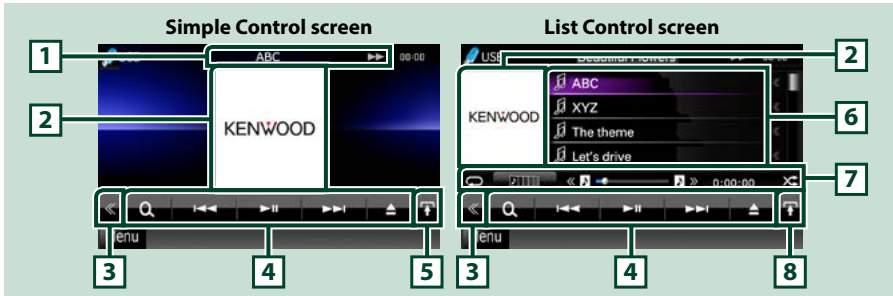 Simple Control screen
List Control screen
1
ABC
00:00
2
KENWOOD
3
4
5
Menu
USB
2
Beautiful Flowers
KENWOOD
ABC
XYZ
The theme
Let's drive
6
0:00:00
7
Menu
3
4
8